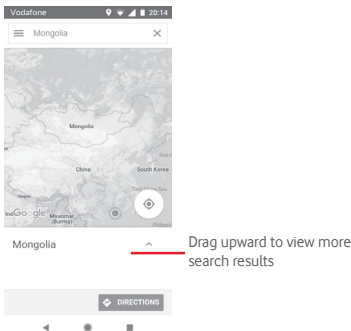 Vodafone 20:14
Mongolia
Mongolia
China
South Korea
Nepal
Google
Myanmar
(Burma)
Mongolia
Drag upward to view more
search results
DIRECTIONS